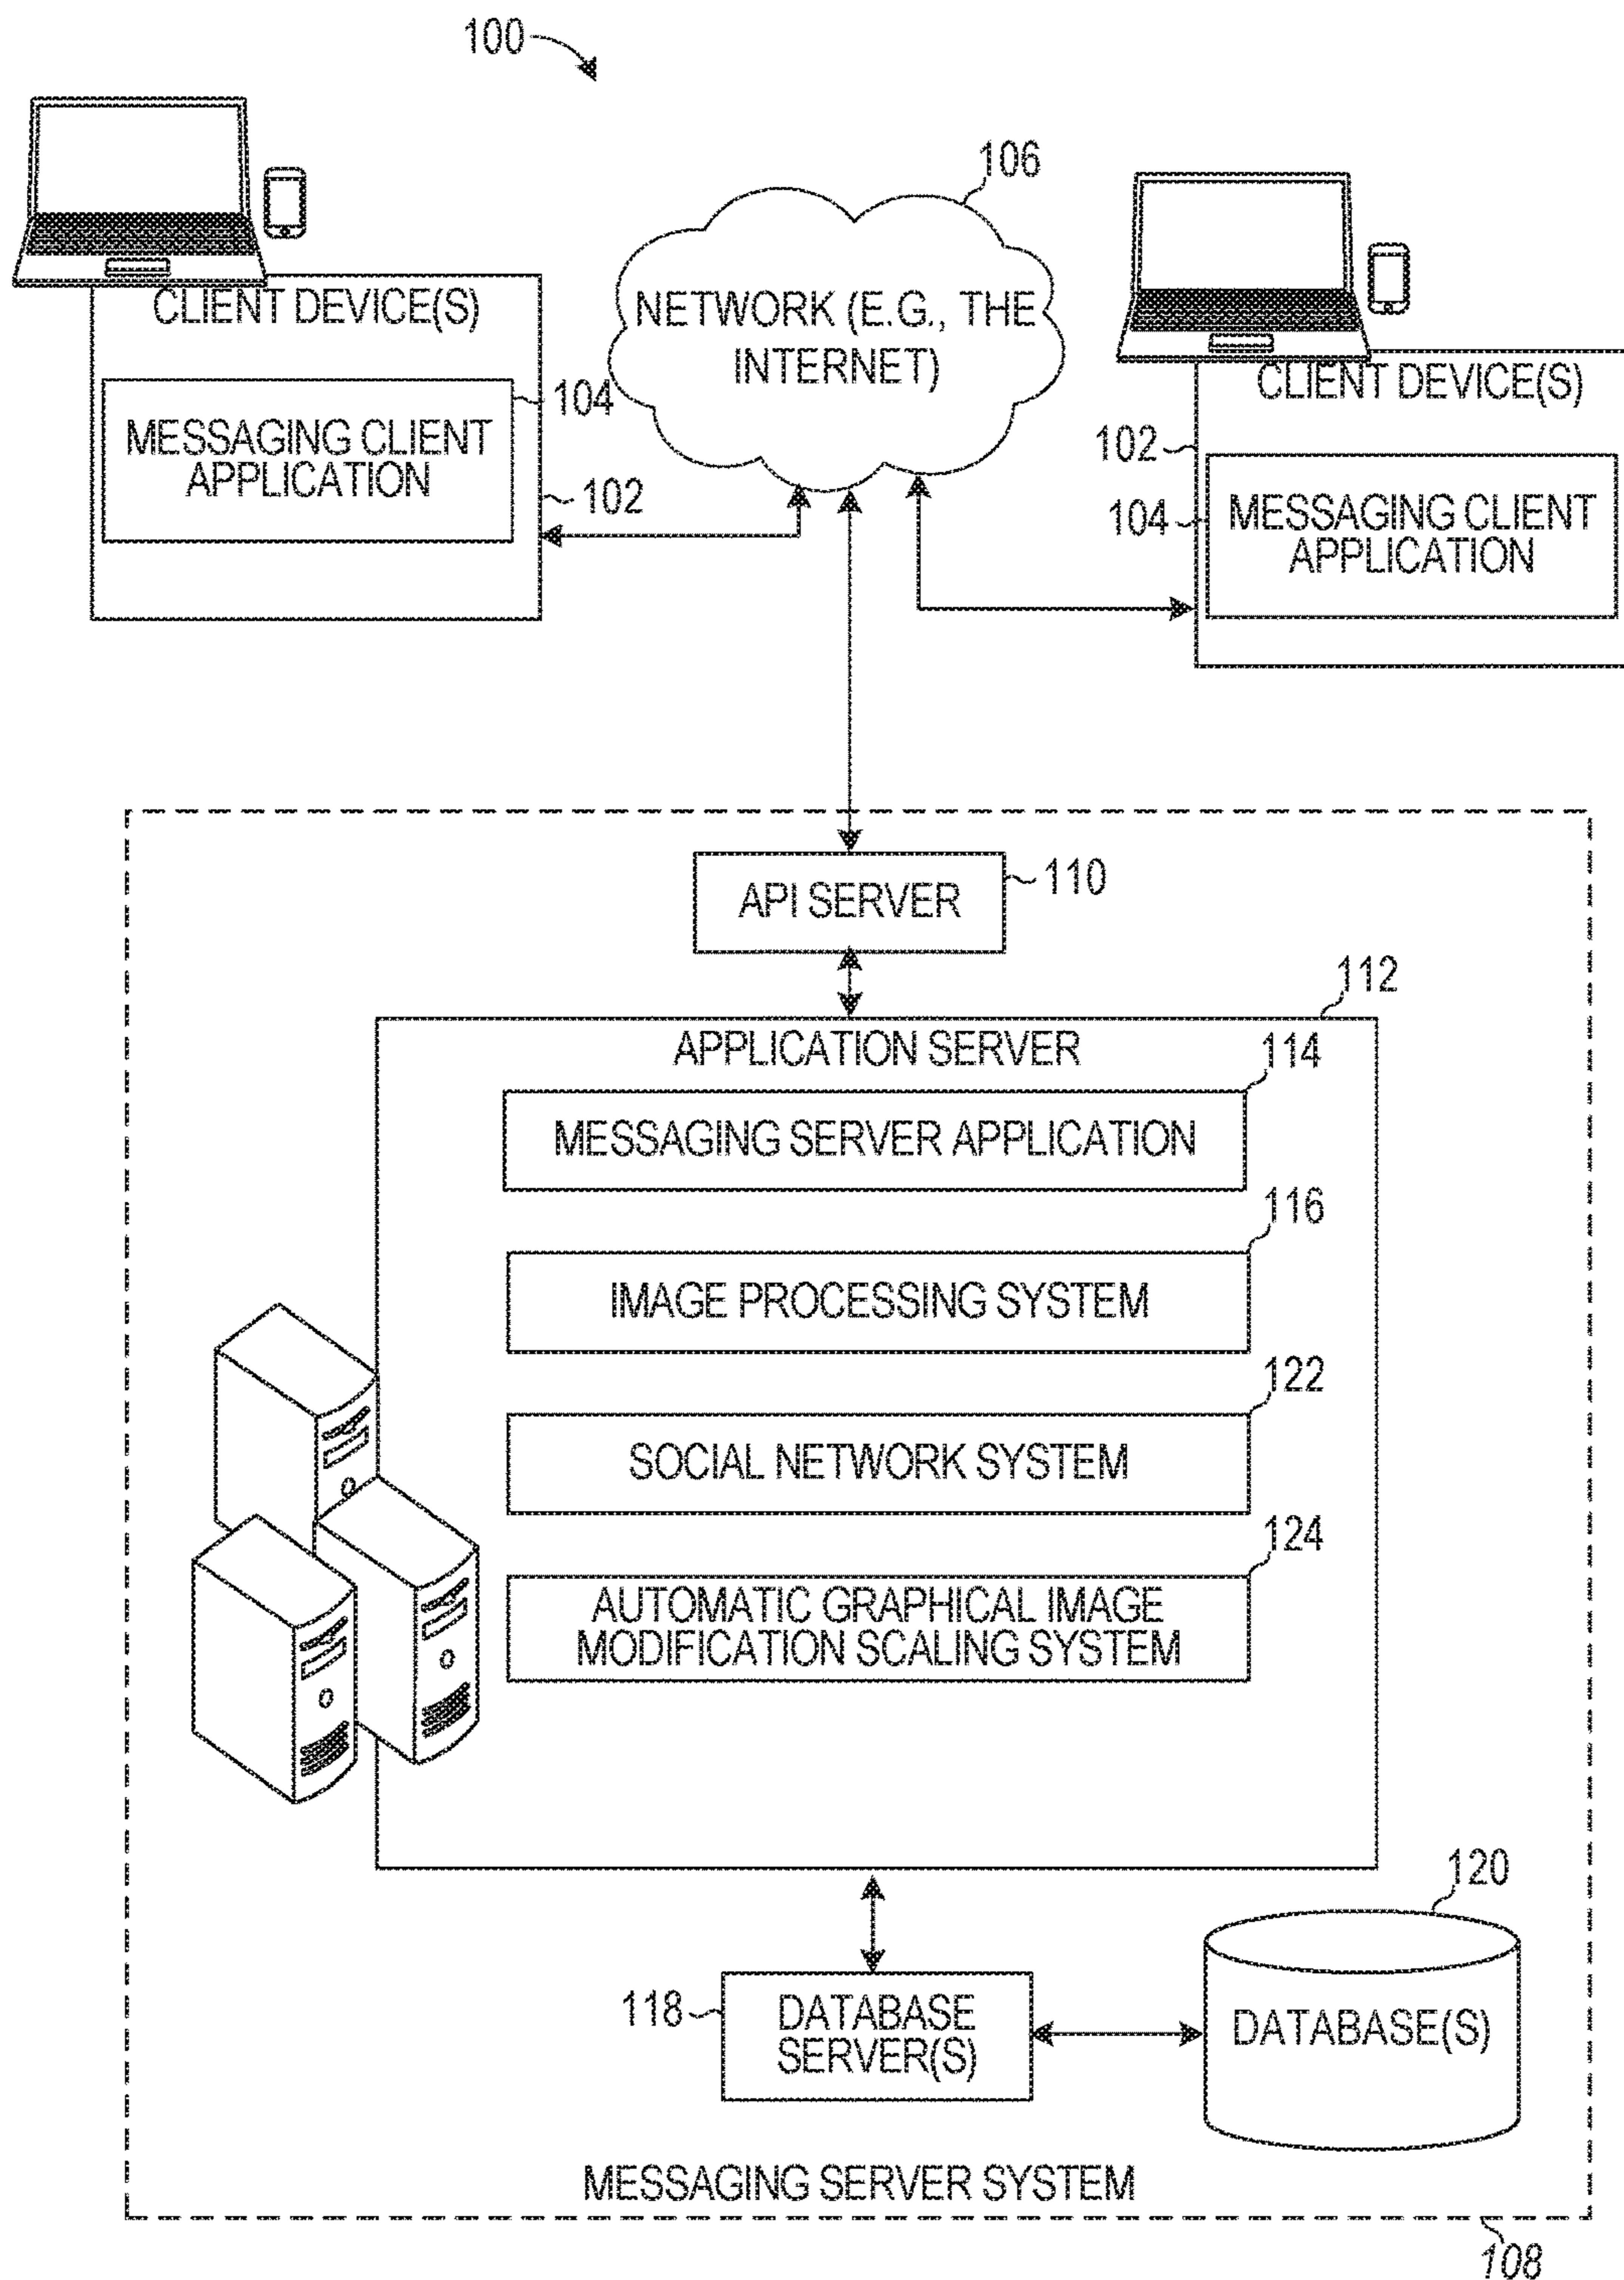 100
106
CLIENT DEVICE(S)
104
MESSAGING CLIENT
APPLICATION
102
NETWORK (E.G., THE
INTERNET)
CLIENT DEVICE(S)
102
104
MESSAGING CLIENT
APPLICATION
API SERVER
110
112
APPLICATION SERVER
114
MESSAGING SERVER APPLICATION
116
IMAGE PROCESSING SYSTEM
122
SOCIAL NETWORK SYSTEM
124
AUTOMATIC GRAPHICAL IMAGE
MODIFICATION SCALING SYSTEM
120
118
DATABASE
SERVER(S)
DATABASE(S)
MESSAGING SERVER SYSTEM
108